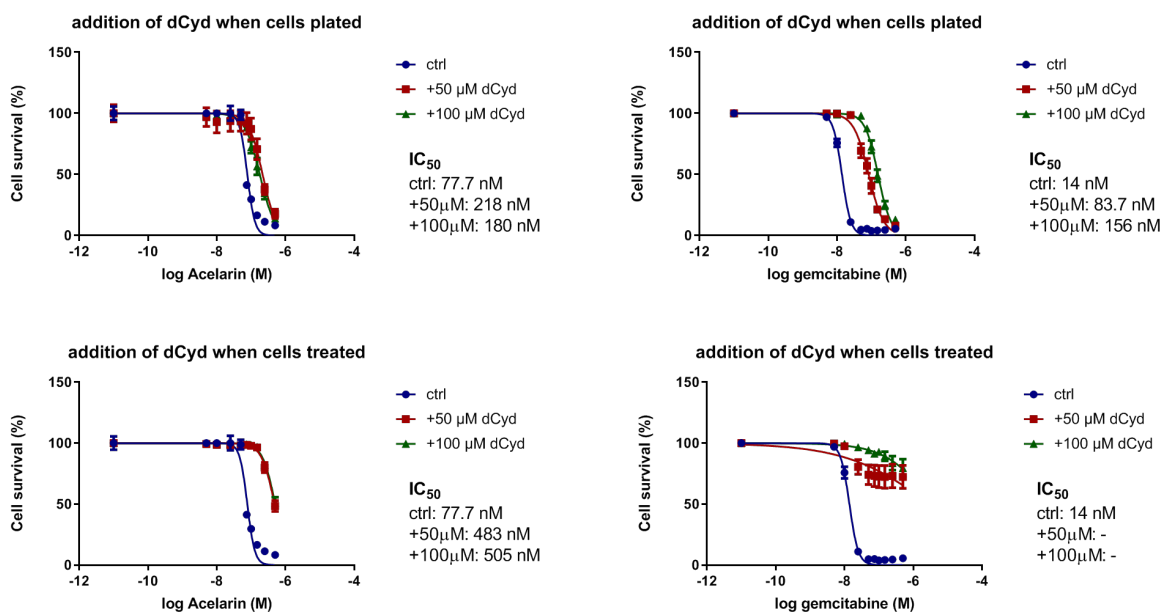 addition of dCyd when cells plated
150
100
50
0
Cell survival (%)
-12
-10
-8
-6
-4
log Acelarin (M)
ctrl
+50 µM dCyd
+100 µM dCyd
IC50
ctrl: 77.7 nM
+50µM: 218 nM
+100µM: 180 nM
addition of dCyd when cells plated
150
100
50
0
Cell survival (%)
-12
-10
-8
-6
-4
log gemcitabine (M)
ctrl
+50 µM dCyd
+100 µM dCyd
IC50
ctrl: 14 nM
+50µM: 83.7 nM
+100µM: 156 nM
addition of dCyd when cells treated
150
100
50
0
Cell survival (%)
-12
-10
-8
-6
-4
log Acelarin (M)
ctrl
+50 µM dCyd
+100 µM dCyd
IC50
ctrl: 77.7 nM
+50µM: 483 nM
+100µM: 505 nM
addition of dCyd when cells treated
150
100
50
0
Cell survival (%)
-12
-10
-8
-6
-4
log gemcitabine (M)
ctrl
+50 µM dCyd
+100 µM dCyd
IC50
ctrl: 14 nM
+50µM: -
+100µM: -